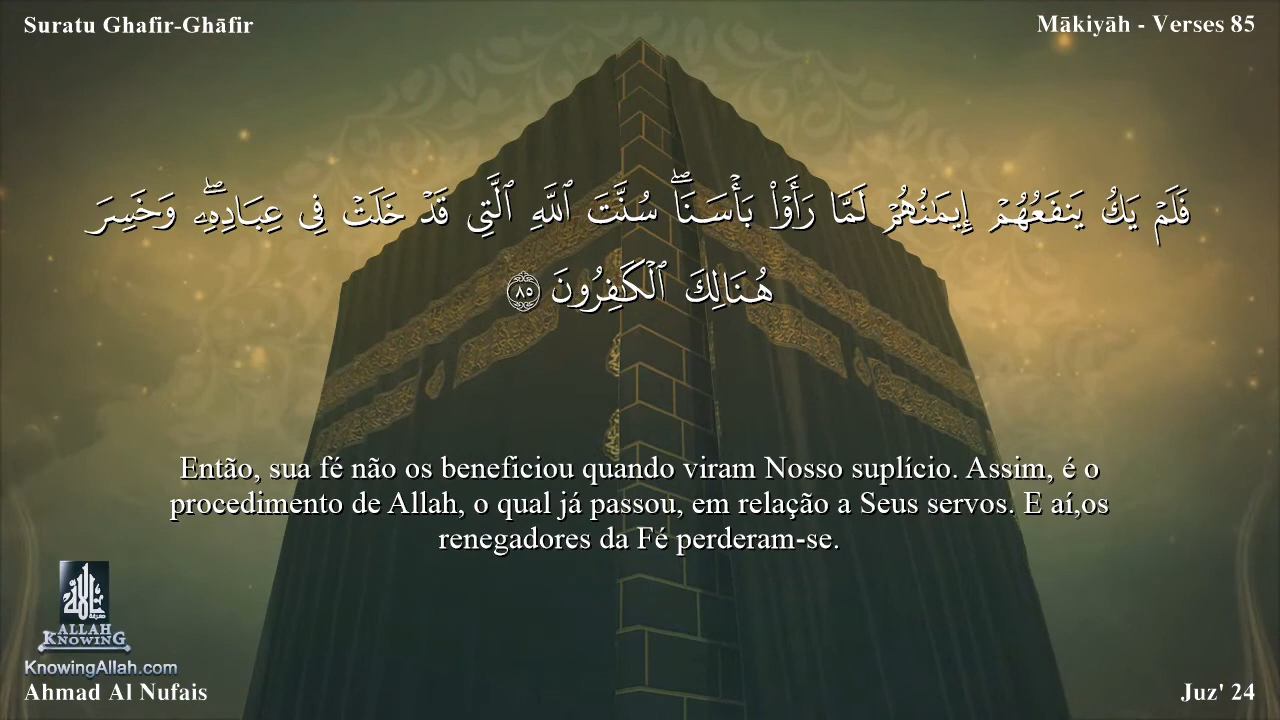 Suratu Ghafir-Ghāfir
Mākiyāh - Verses 85
فَلَمْ يَكُ يَنفَعُهُمْ إِيمَٰنُهُمْ لَمَّا رَأَوْا۟ بَأْسَنَا ۖ سُنَّتَ ٱللَّهِ ٱلَّتِى قَدْ خَلَتْ فِى عِبَادِهِۦ ۖ وَخَسِرَ
هُنَالِكَ ٱلْكَٰفِرُونَ ٨٥
Então, sua fé não os beneficiou quando viram Nosso suplício. Assim, é o
procedimento de Allah, o qual já passou, em relação a Seus servos. E aí,os
renegadores da Fé perderam-se.
ALLAH
KNOWING
KnowingAllah.com
Ahmad Al Nufais
Juz' 24